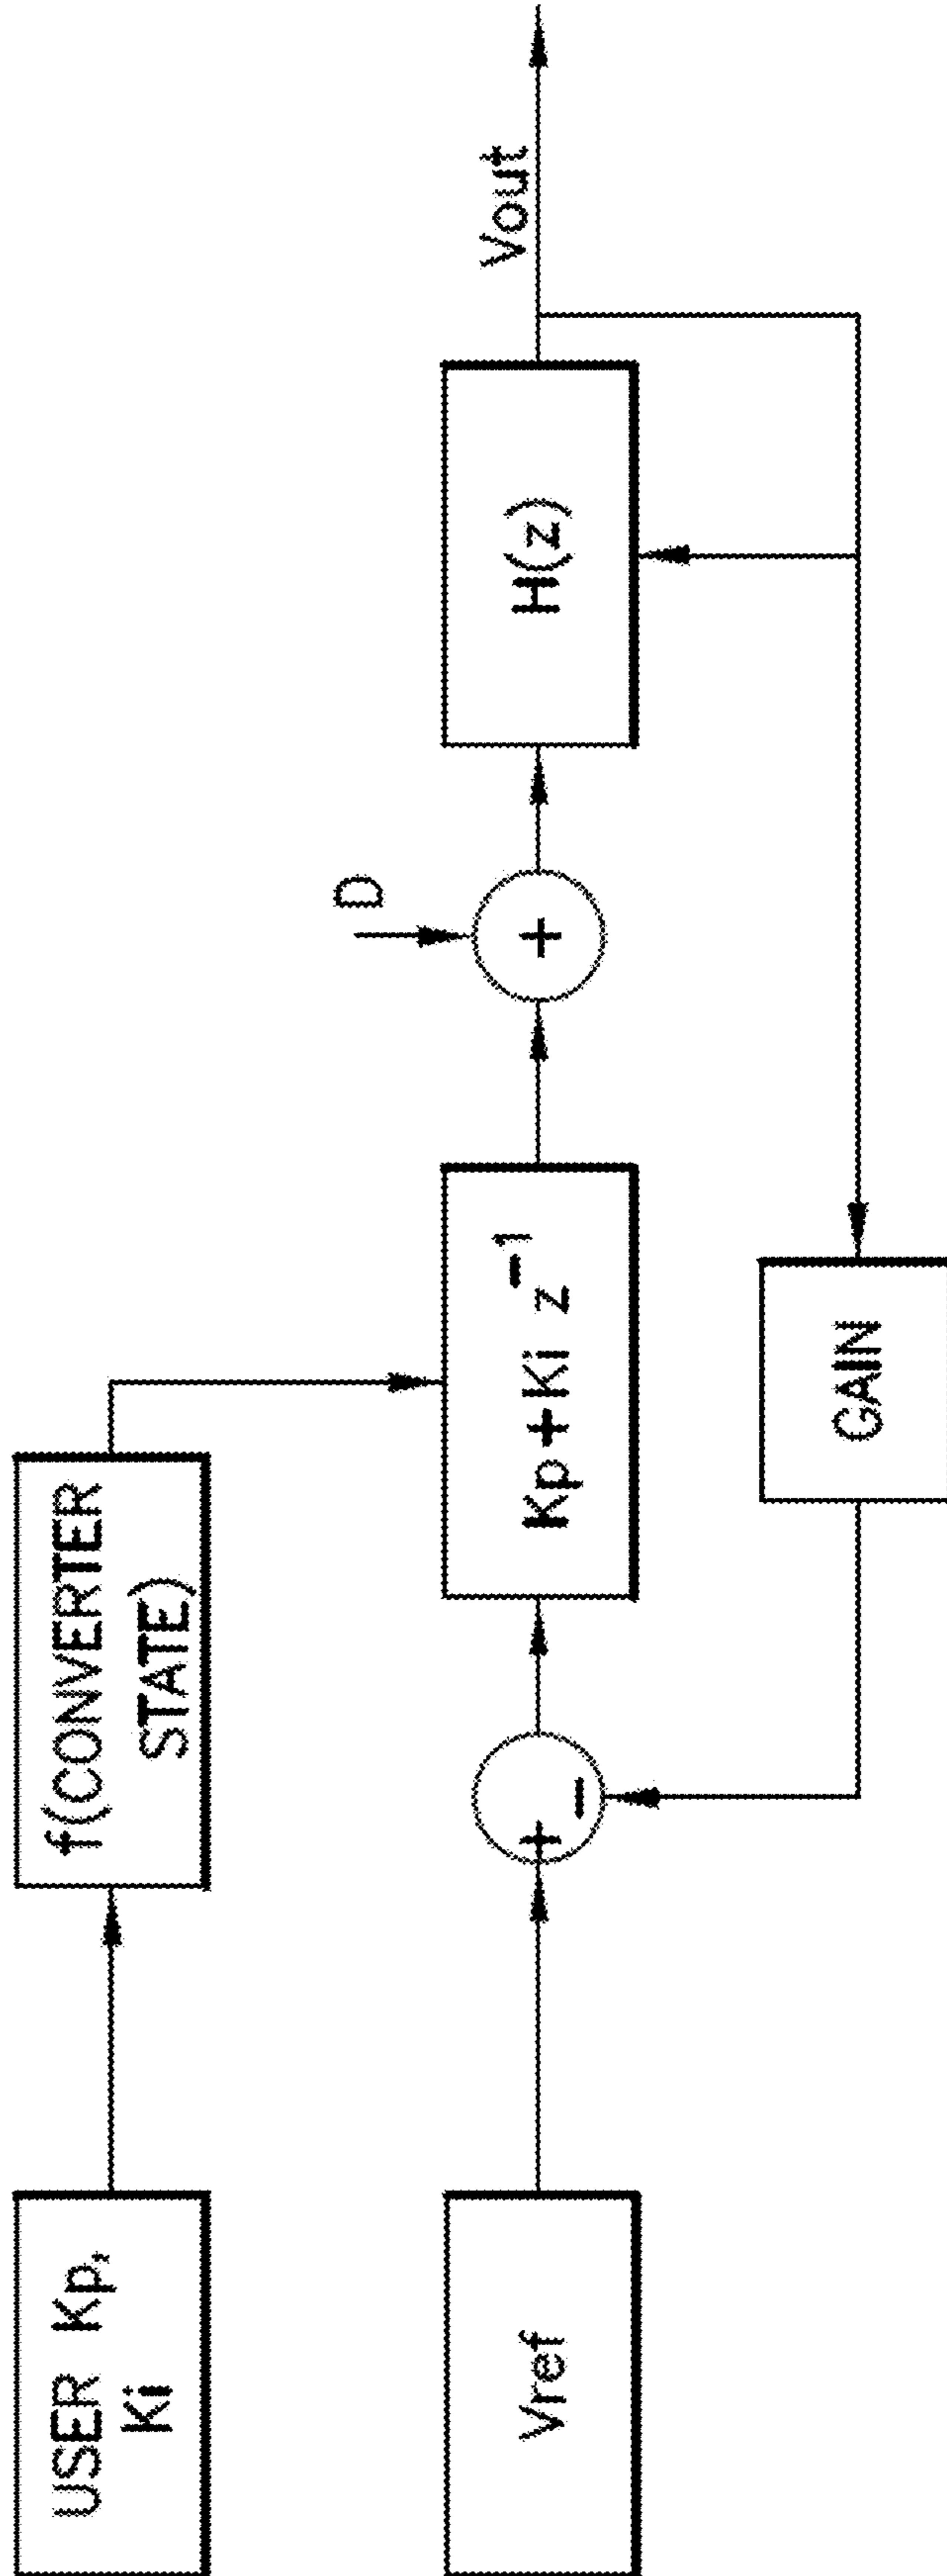 USER Kp,
Ki
f(CONVERTER
STATE)
Vref
+
−
Kp+Ki z⁻¹
D
+
H(z)
Vout
GAIN